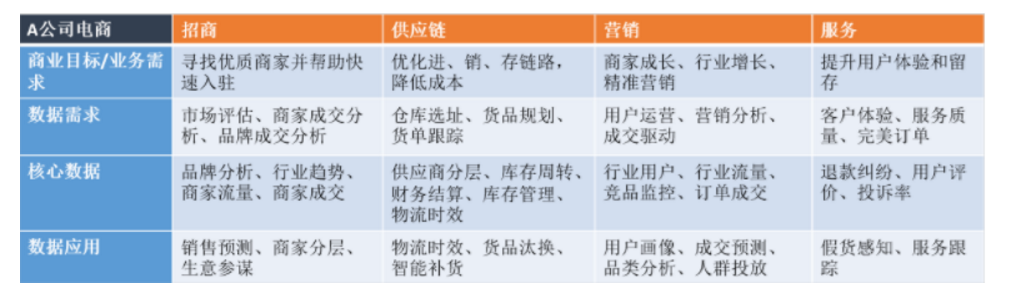 A公司电商
招商
供应链
营销
服务
商业目标/业务需
求
寻找优质商家并帮助快
速入驻
优化进、销、存链路，
降低成本
商家成长、行业增长、
精准营销
提升用户体验和留
存
数据需求
市场评估、商家成交分
析、品牌成交分析
仓库选址、货品规划、
货单跟踪
用户运营、营销分析、
成交驱动
客户体验、服务质
量、完美订单
核心数据
品牌分析、行业趋势、
商家流量、商家成交
供应商分层、库存周转、
财务结算、库存管理、
物流时效
行业用户、行业流量、
竞品监控、订单成交
退款纠纷、用户评
价、投诉率
数据应用
销售预测、商家分层、
生意参谋
物流时效、货品汰换、
智能补货
用户画像、成交预测、
品类分析、人群投放
假货感知、服务跟
踪